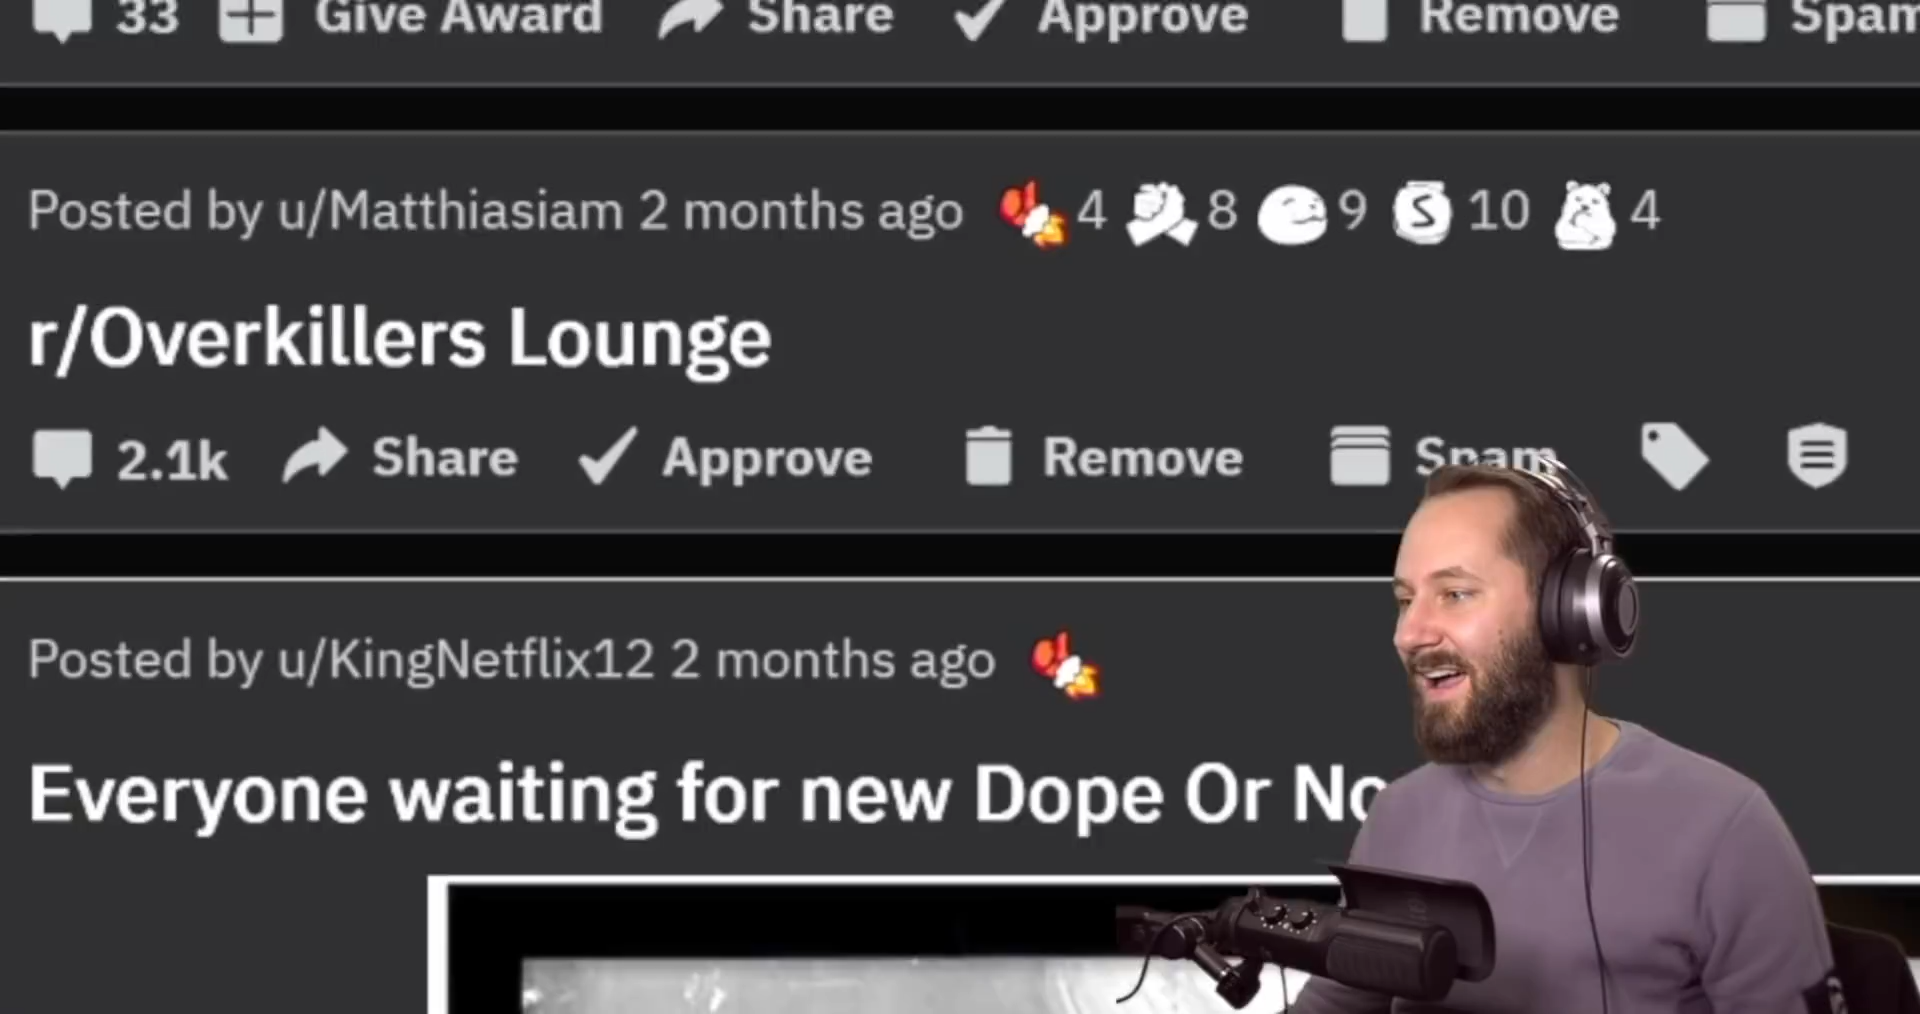 33 Give Award Share Approve Remove Spam
Posted by u/Matthiasiam 2 months ago 4 8 9 S 10 4
r/Overkillers Lounge
2.1k Share Approve Remove Spam
Posted by u/KingNetflix12 2 months ago
Everyone waiting for new Dope Or No